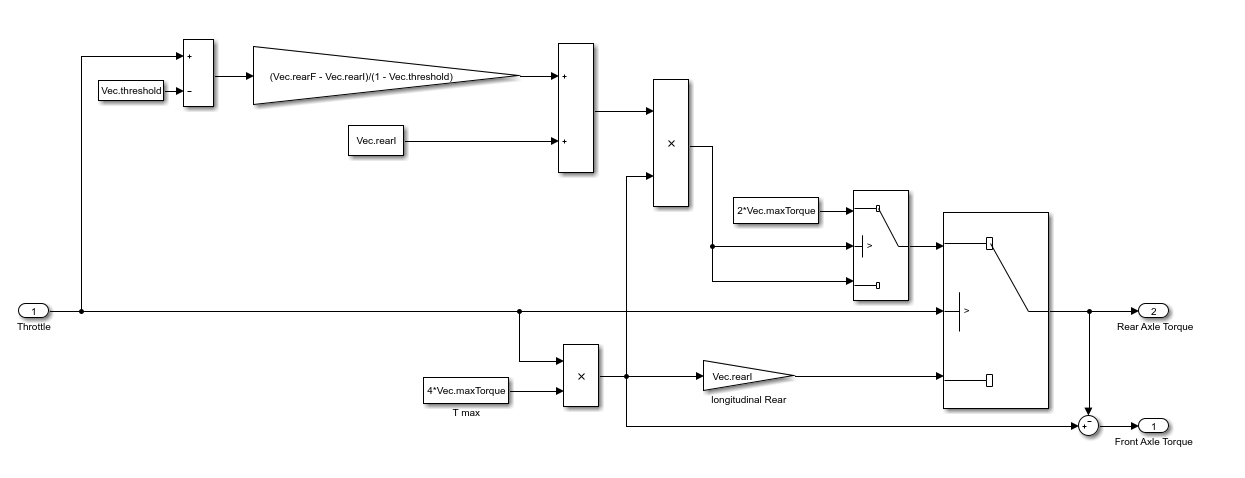 +
Vec.threshold
−
(Vec.rearF - Vec.rearI)/(1 - Vec.threshold)
+
Vec.rearI
+
×
2*Vec.maxTorque
>
1
Throttle
>
2
Rear Axle Torque
4*Vec.maxTorque
T max
×
Vec.rearI
longitudinal Rear
+
−
1
Front Axle Torque